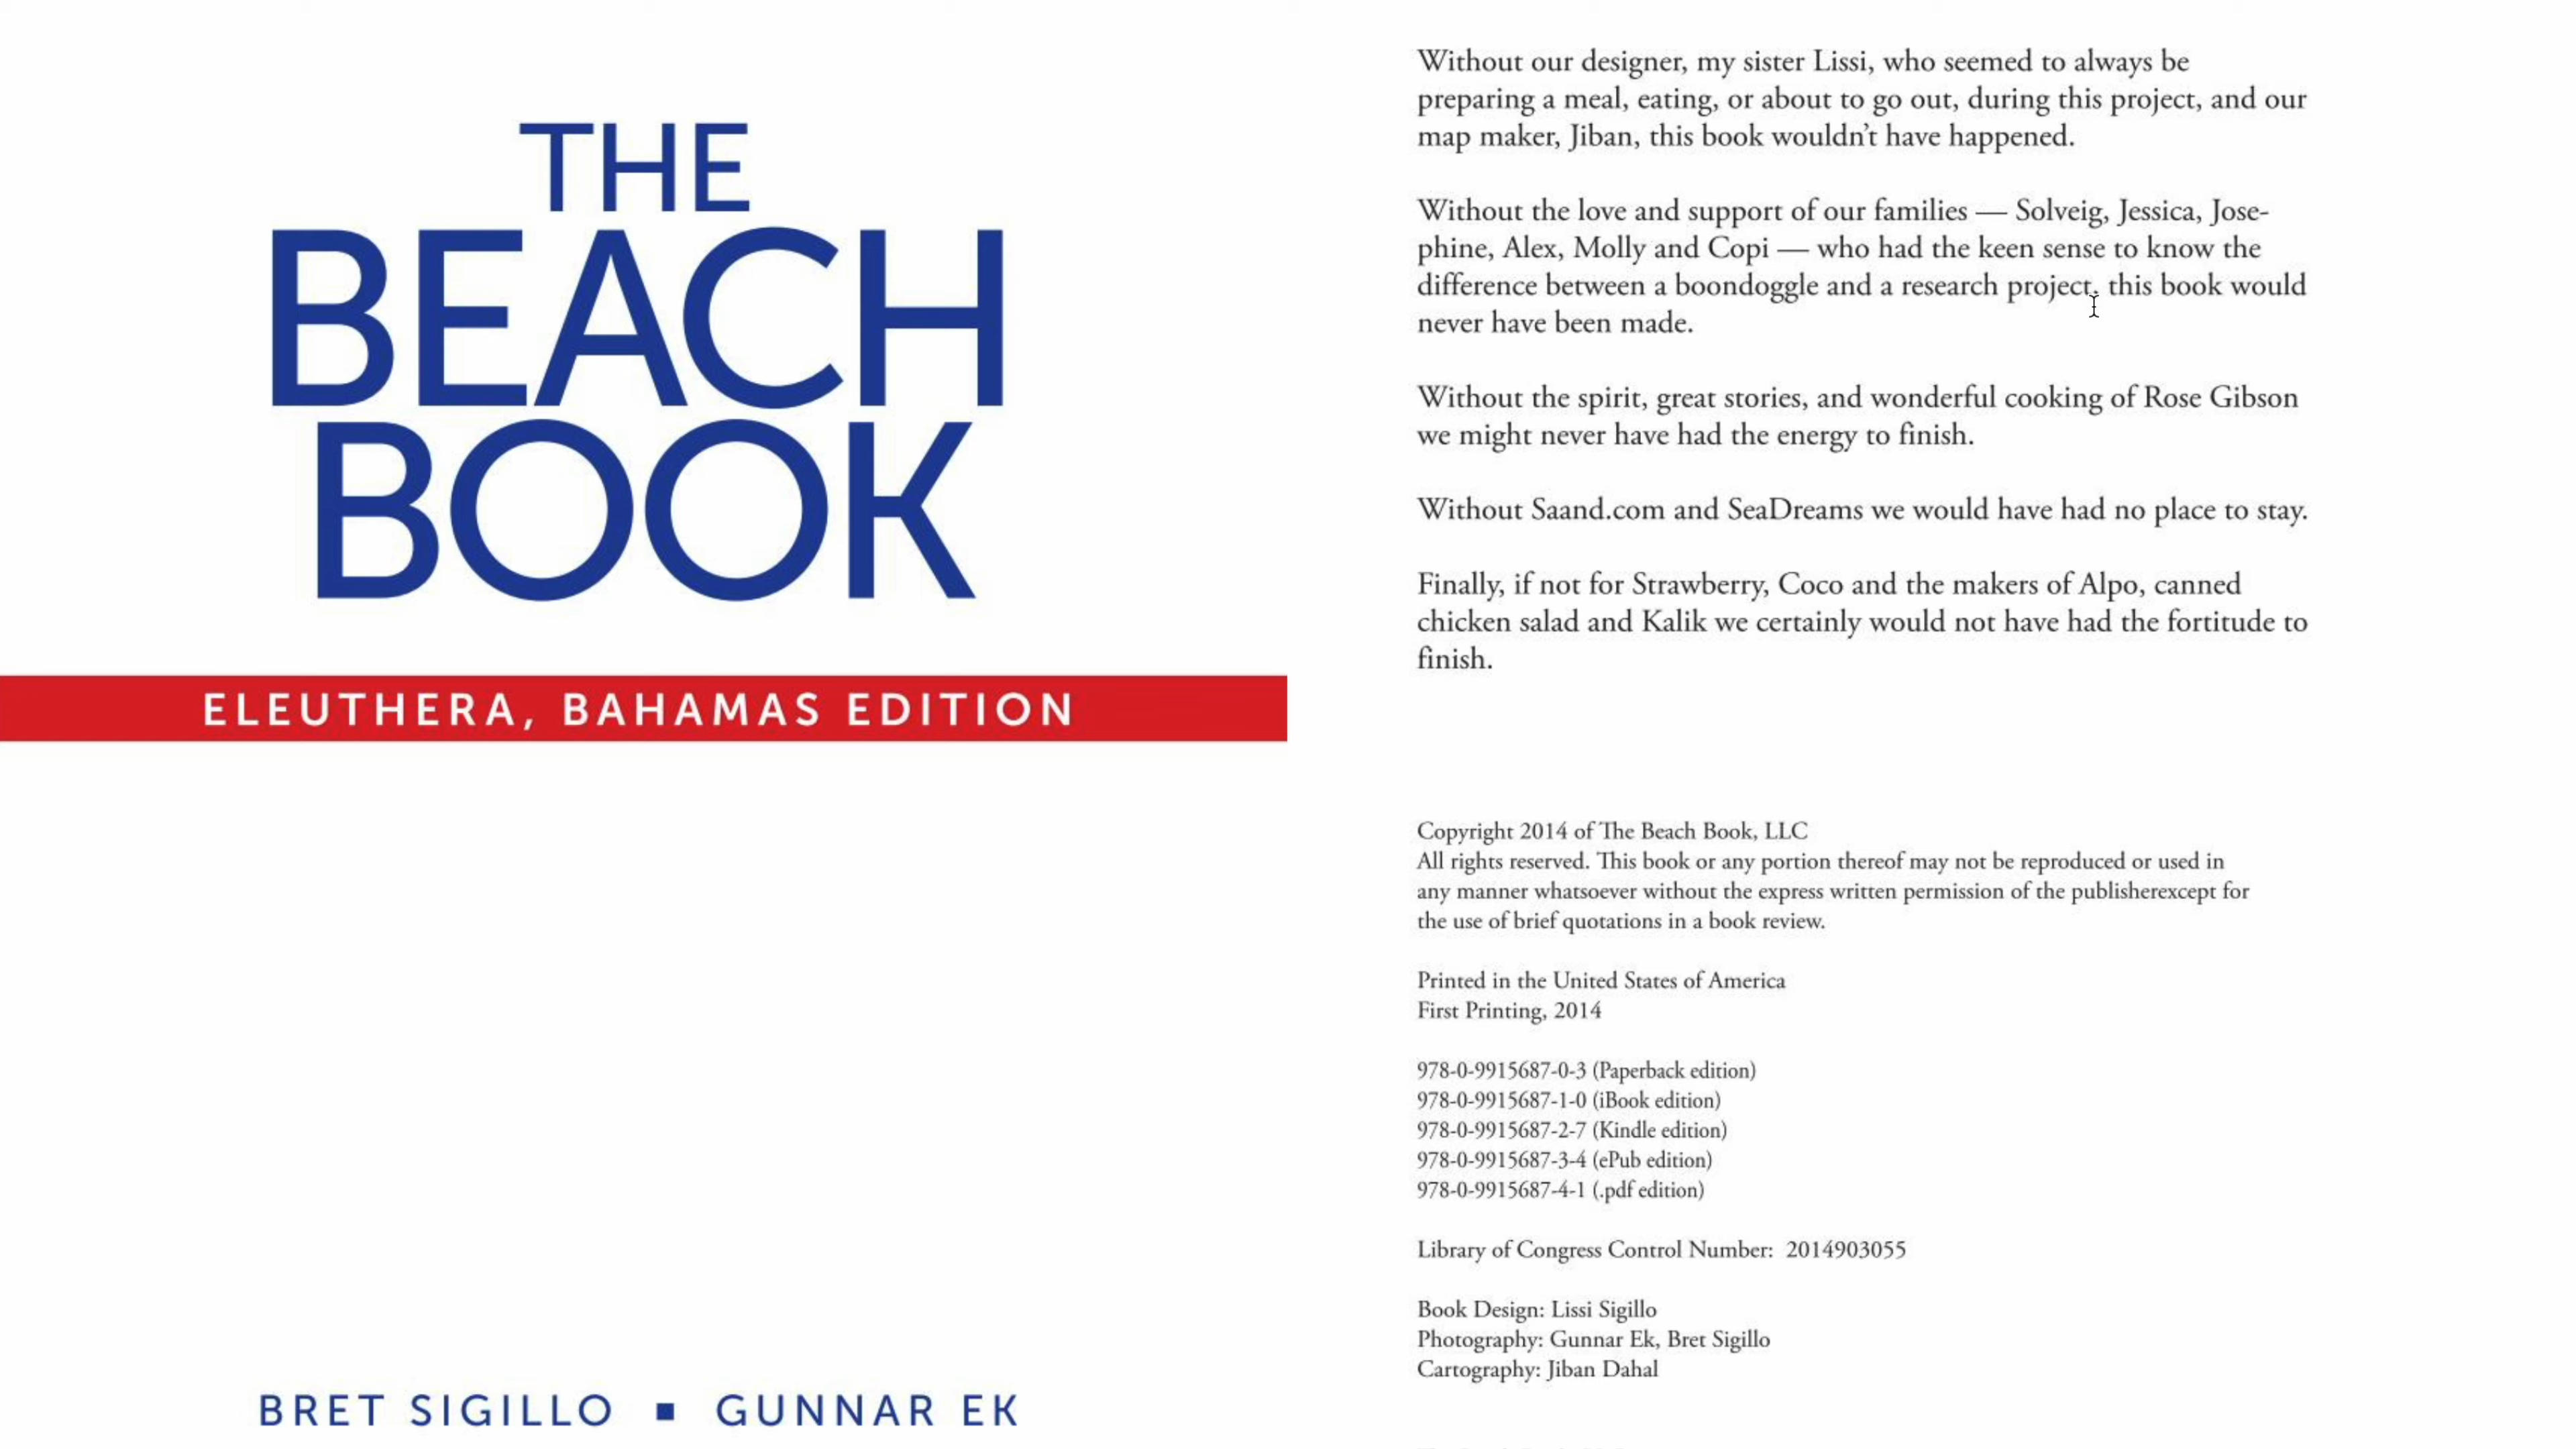 THE
BEACH
BOOK
ELEUTHERA, BAHAMAS EDITION
BRET SIGILLO ▪ GUNNAR EK
Without our designer, my sister Lissi, who seemed to always be
preparing a meal, eating, or about to go out, during this project, and our
map maker, Jiban, this book wouldn't have happened.
Without the love and support of our families — Solveig, Jessica, Jose-
phine, Alex, Molly and Copi — who had the keen sense to know the
difference between a boondoggle and a research project, this book would
never have been made.
Without the spirit, great stories, and wonderful cooking of Rose Gibson
we might never have had the energy to finish.
Without Saand.com and SeaDreams we would have had no place to stay.
Finally, if not for Strawberry, Coco and the makers of Alpo, canned
chicken salad and Kalik we certainly would not have had the fortitude to
finish.
Copyright 2014 of The Beach Book, LLC
All rights reserved. This book or any portion thereof may not be reproduced or used in
any manner whatsoever without the express written permission of the publisherexcept for
the use of brief quotations in a book review.
Printed in the United States of America
First Printing, 2014
978-0-9915687-0-3 (Paperback edition)
978-0-9915687-1-0 (iBook edition)
978-0-9915687-2-7 (Kindle edition)
978-0-9915687-3-4 (ePub edition)
978-0-9915687-4-1 (.pdf edition)
Library of Congress Control Number: 2014903055
Book Design: Lissi Sigillo
Photography: Gunnar Ek, Bret Sigillo
Cartography: Jiban Dahal